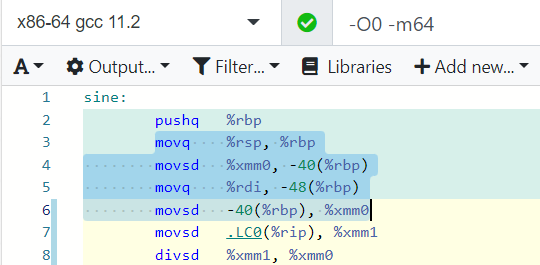 x86-64 gcc 11.2 -O0 -m64
A Output... Filter... Libraries Add new...
1 sine:
2 pushq %rbp
3 movq %rsp, %rbp
4 movsd %xmm0, -40(%rbp)
5 movq %rdi, -48(%rbp)
6 movsd -40(%rbp), %xmm0
7 movsd .LC0(%rip), %xmm1
8 divsd %xmm1, %xmm0